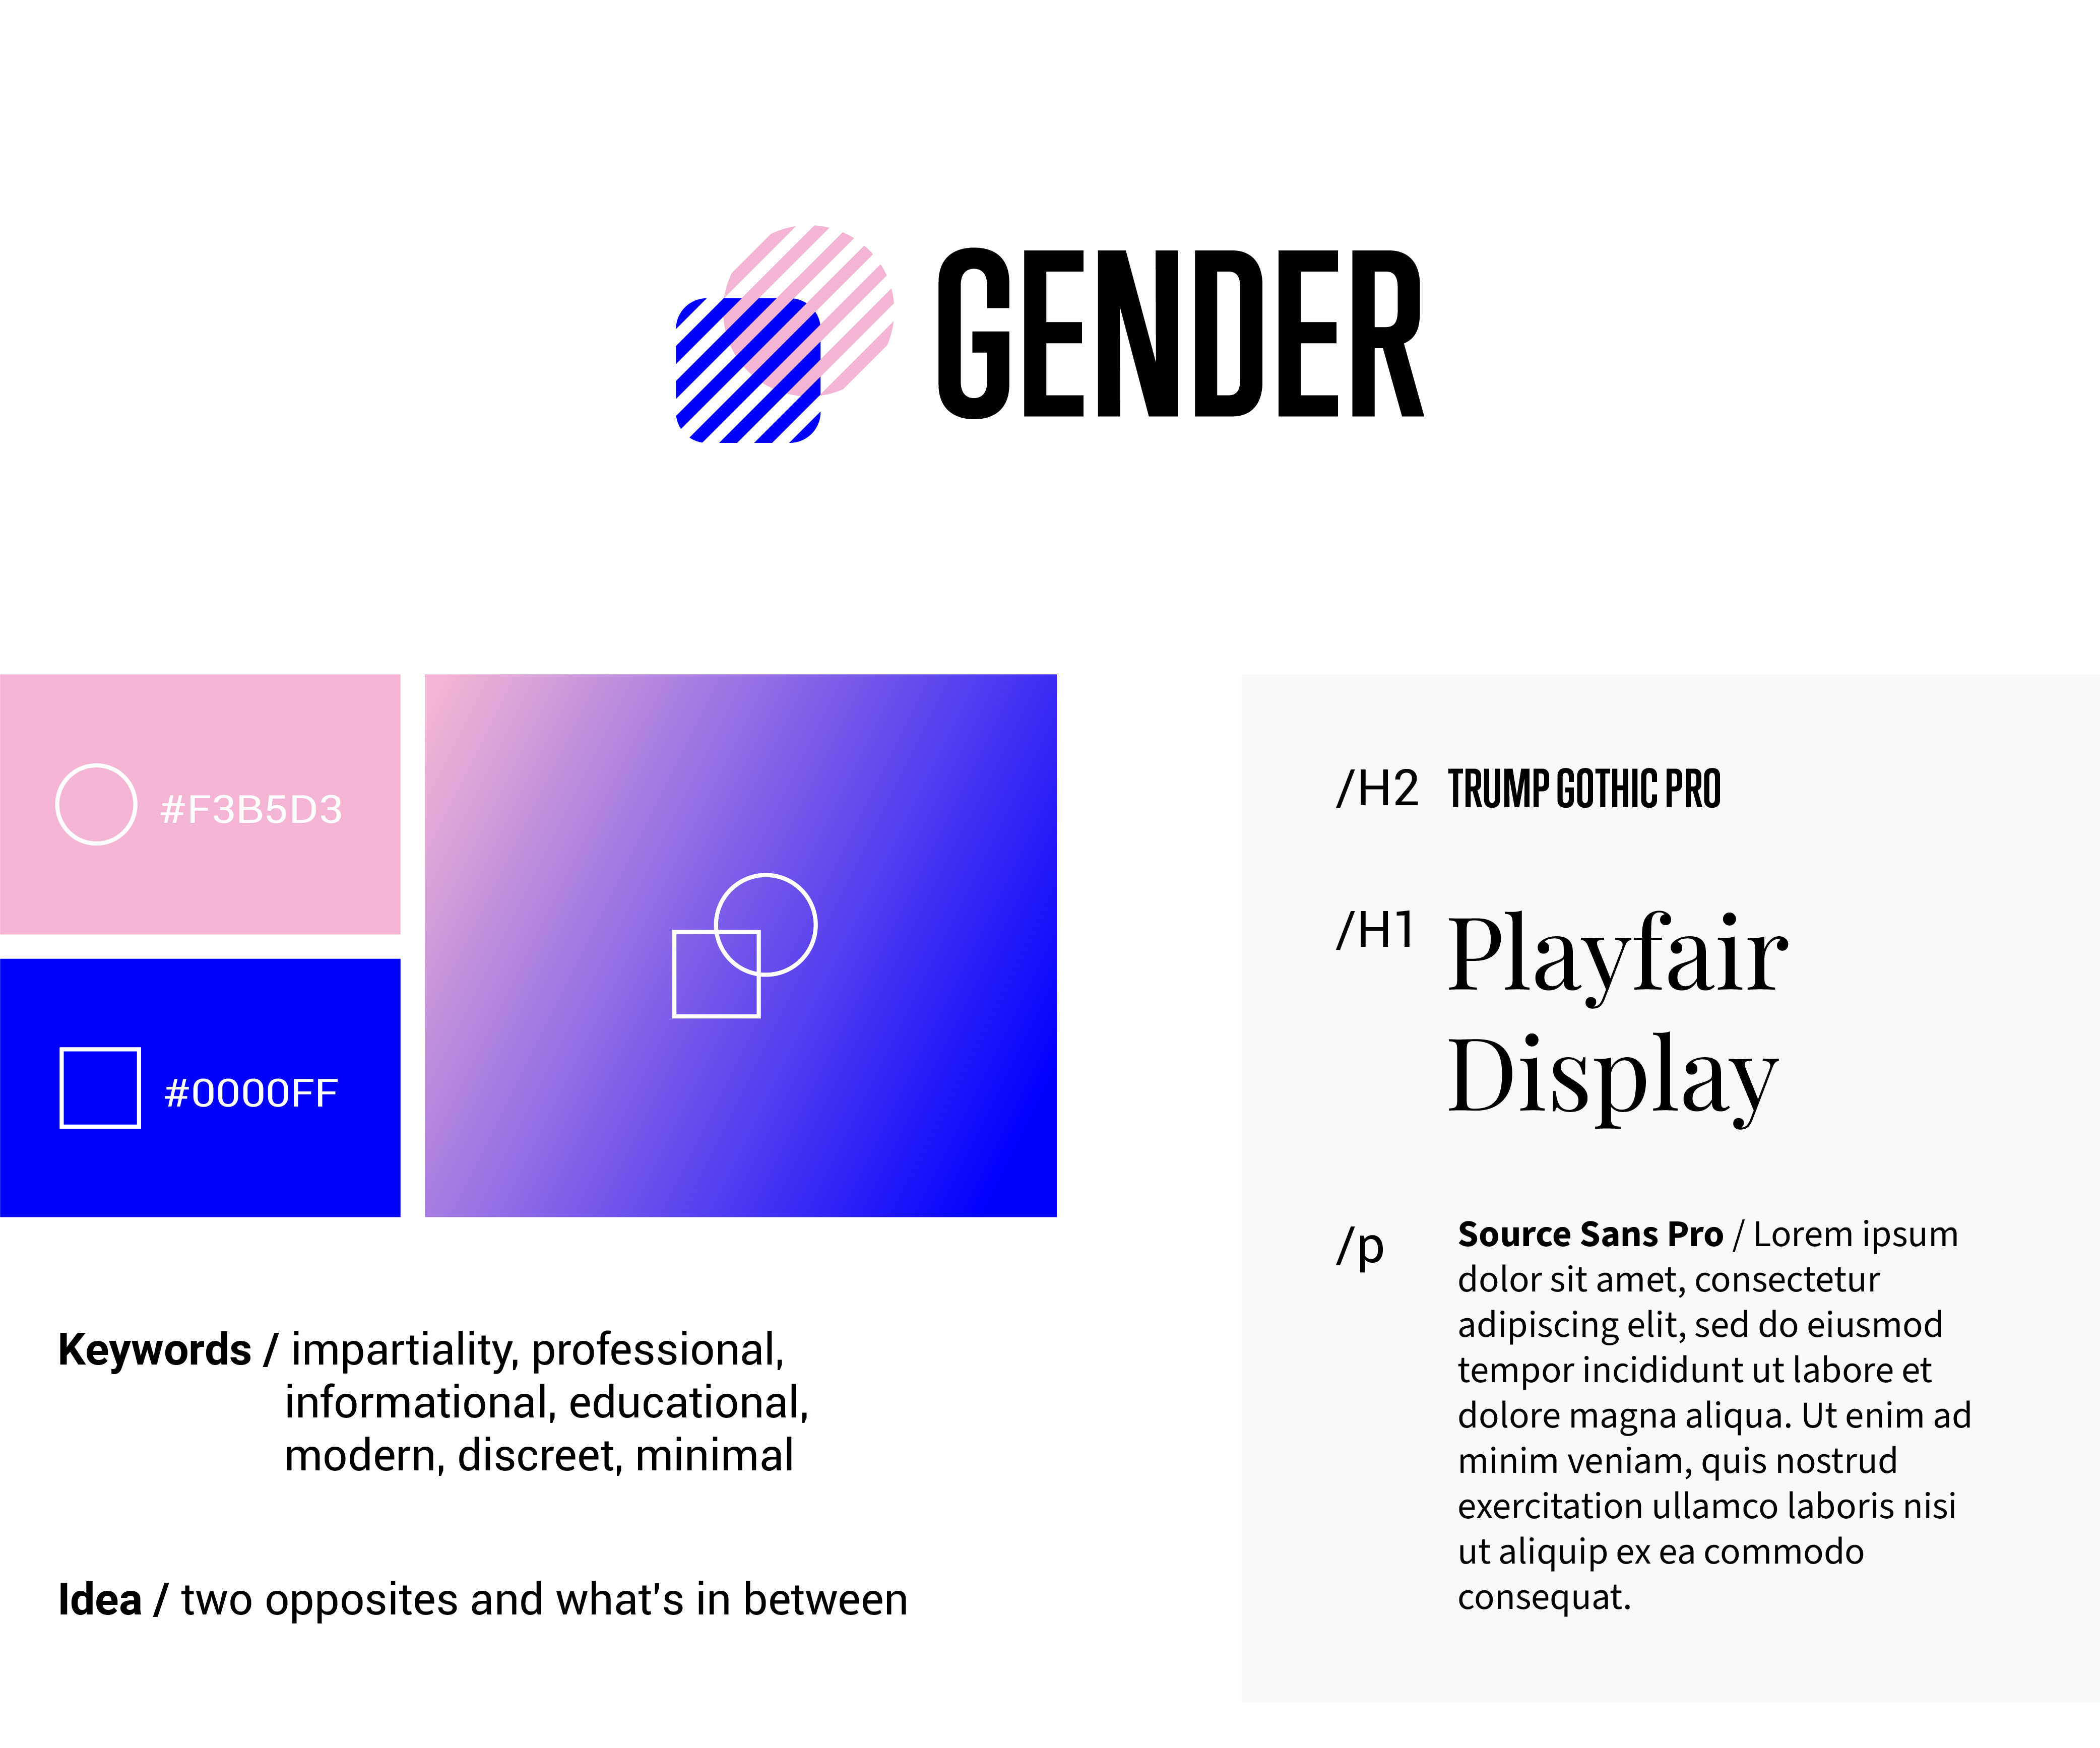 GENDER
#F3B5D3
#0000FF
Keywords / impartiality, professional,
informational, educational,
modern, discreet, minimal
Idea / two opposites and what's in between
/H2 TRUMP GOTHIC PRO
/H1 Playfair
Display
/p Source Sans Pro / Lorem ipsum
dolor sit amet, consectetur
adipiscing elit, sed do eiusmod
tempor incididunt ut labore et
dolore magna aliqua. Ut enim ad
minim veniam, quis nostrud
exercitation ullamco laboris nisi
ut aliquip ex ea commodo
consequat.